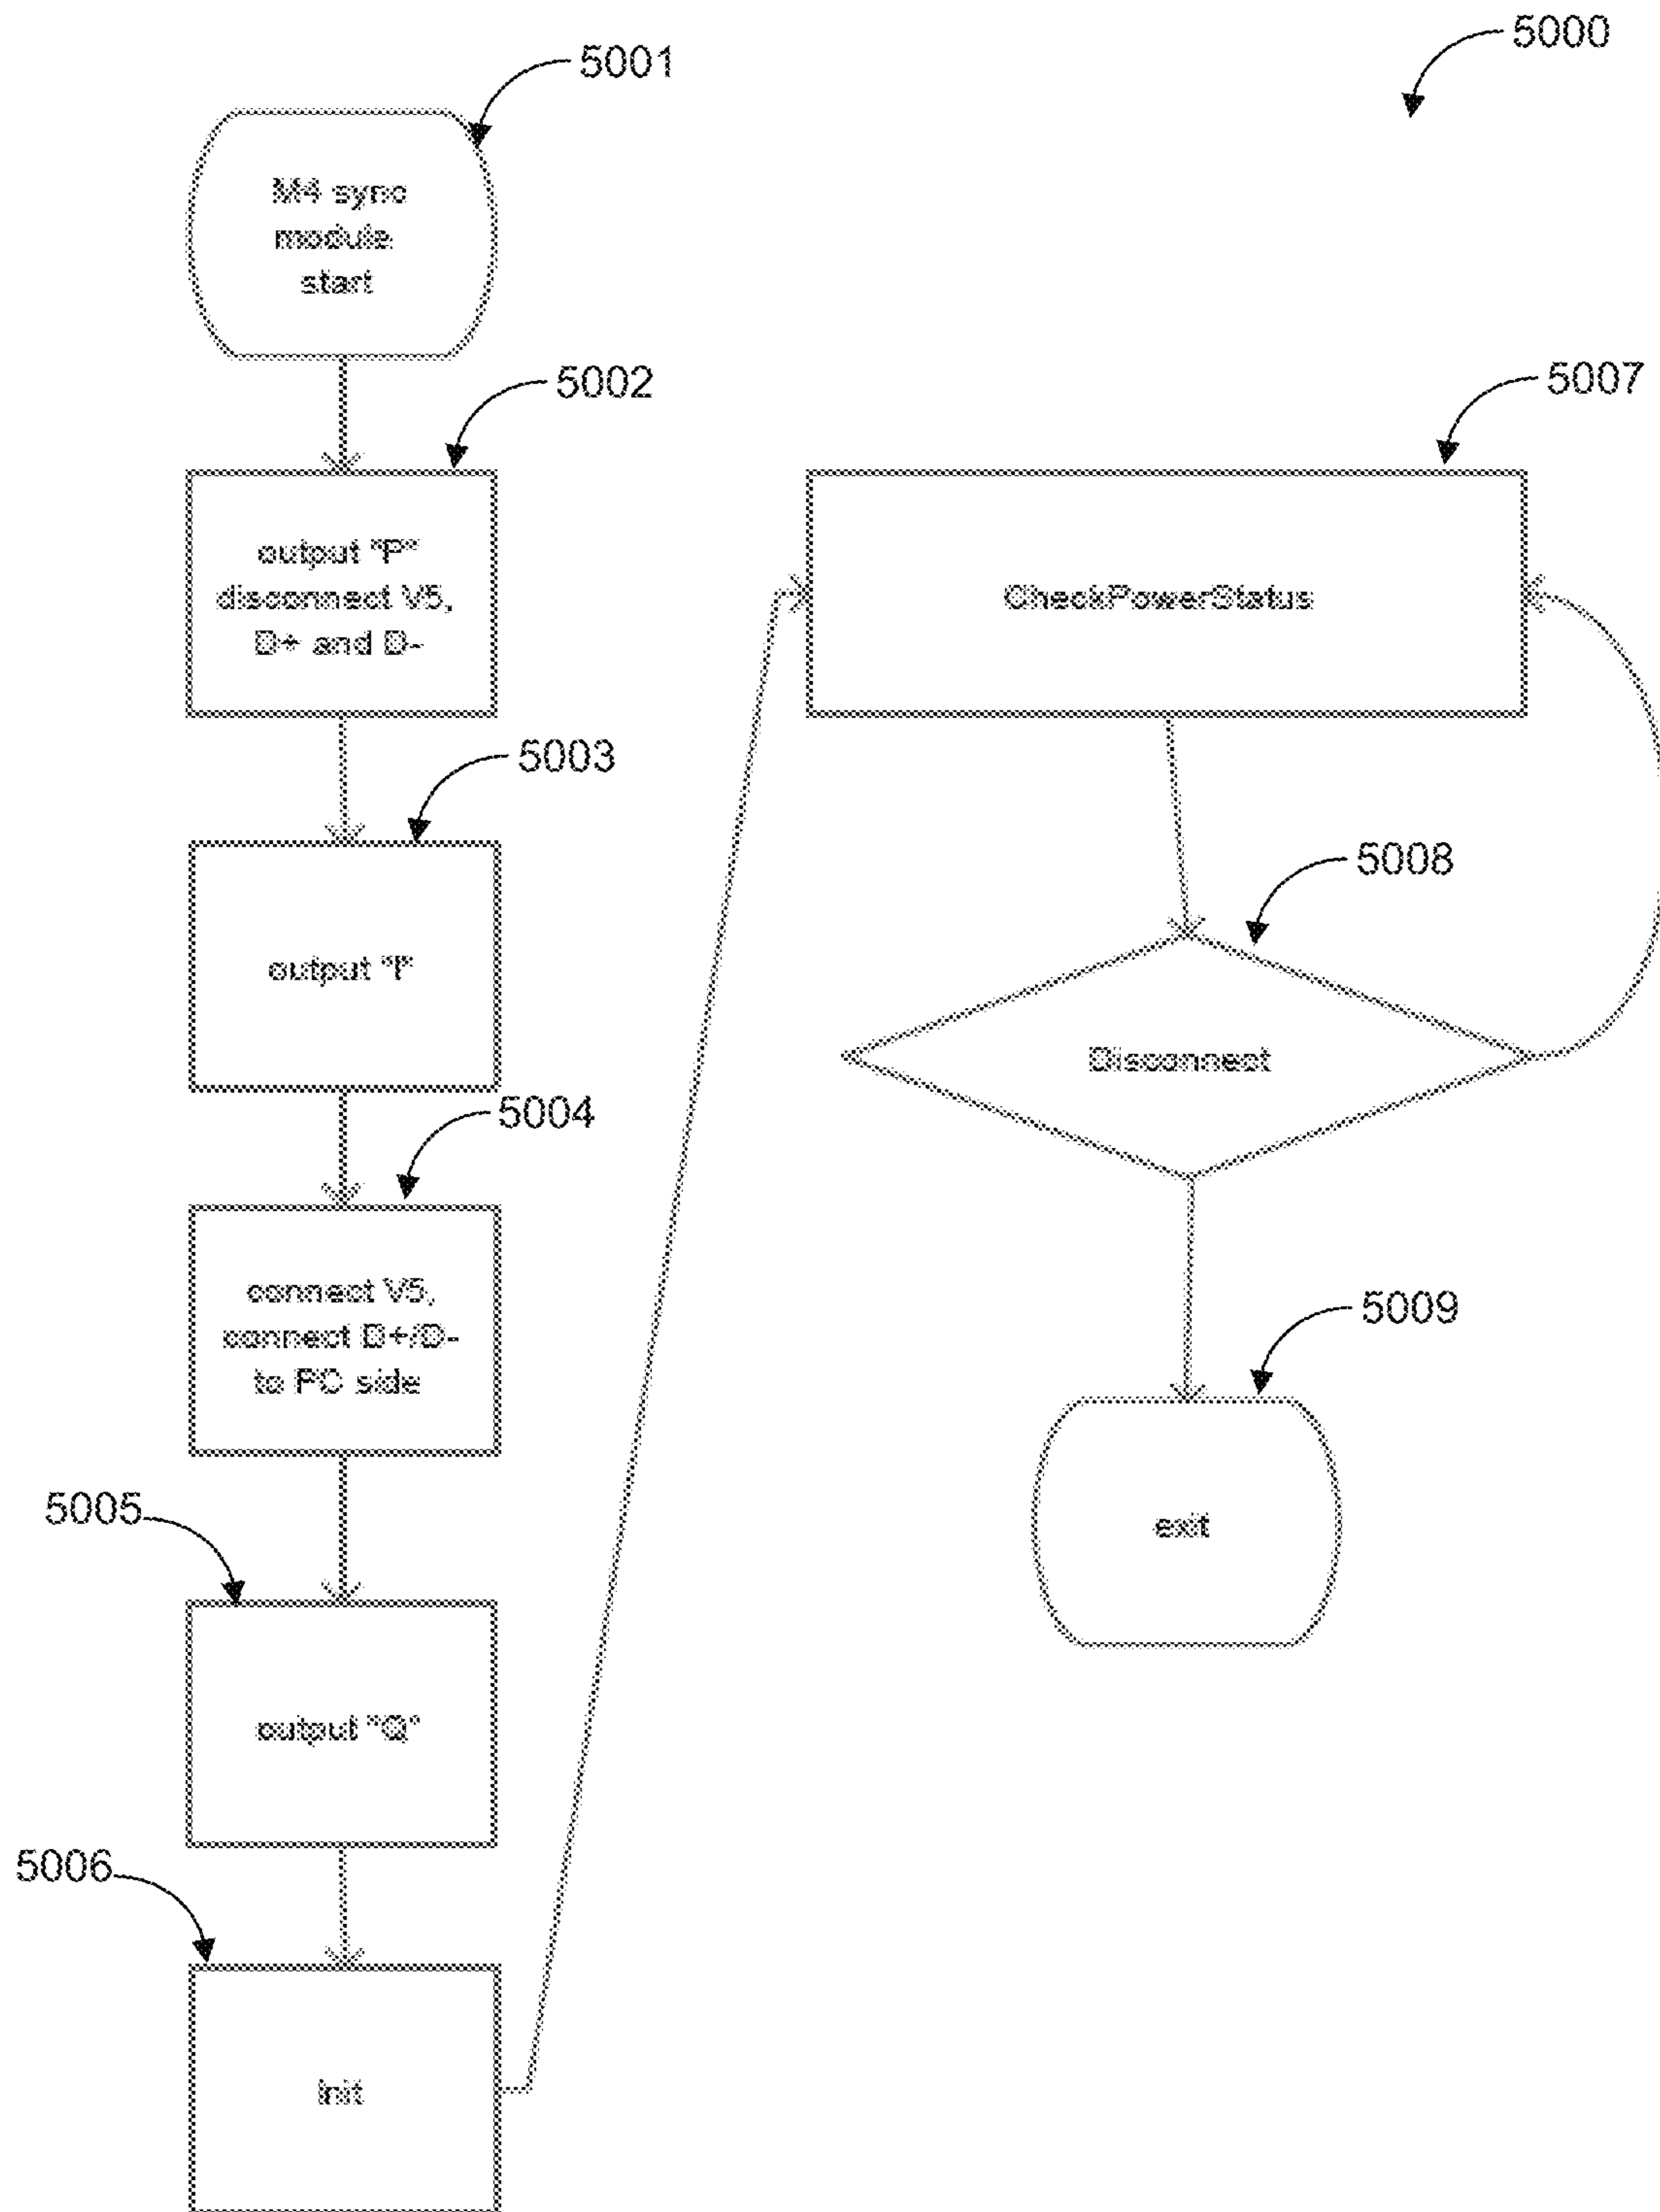 5000
5001
M4 sync
module
start
5002
output "P"
disconnect V5,
D+ and D-
5003
output "I"
5004
connect V5,
connect D+/D-
to PC side
5005
output "Q"
5006
Init
5007
CheckPowerStatus
5008
Disconnect
5009
exit